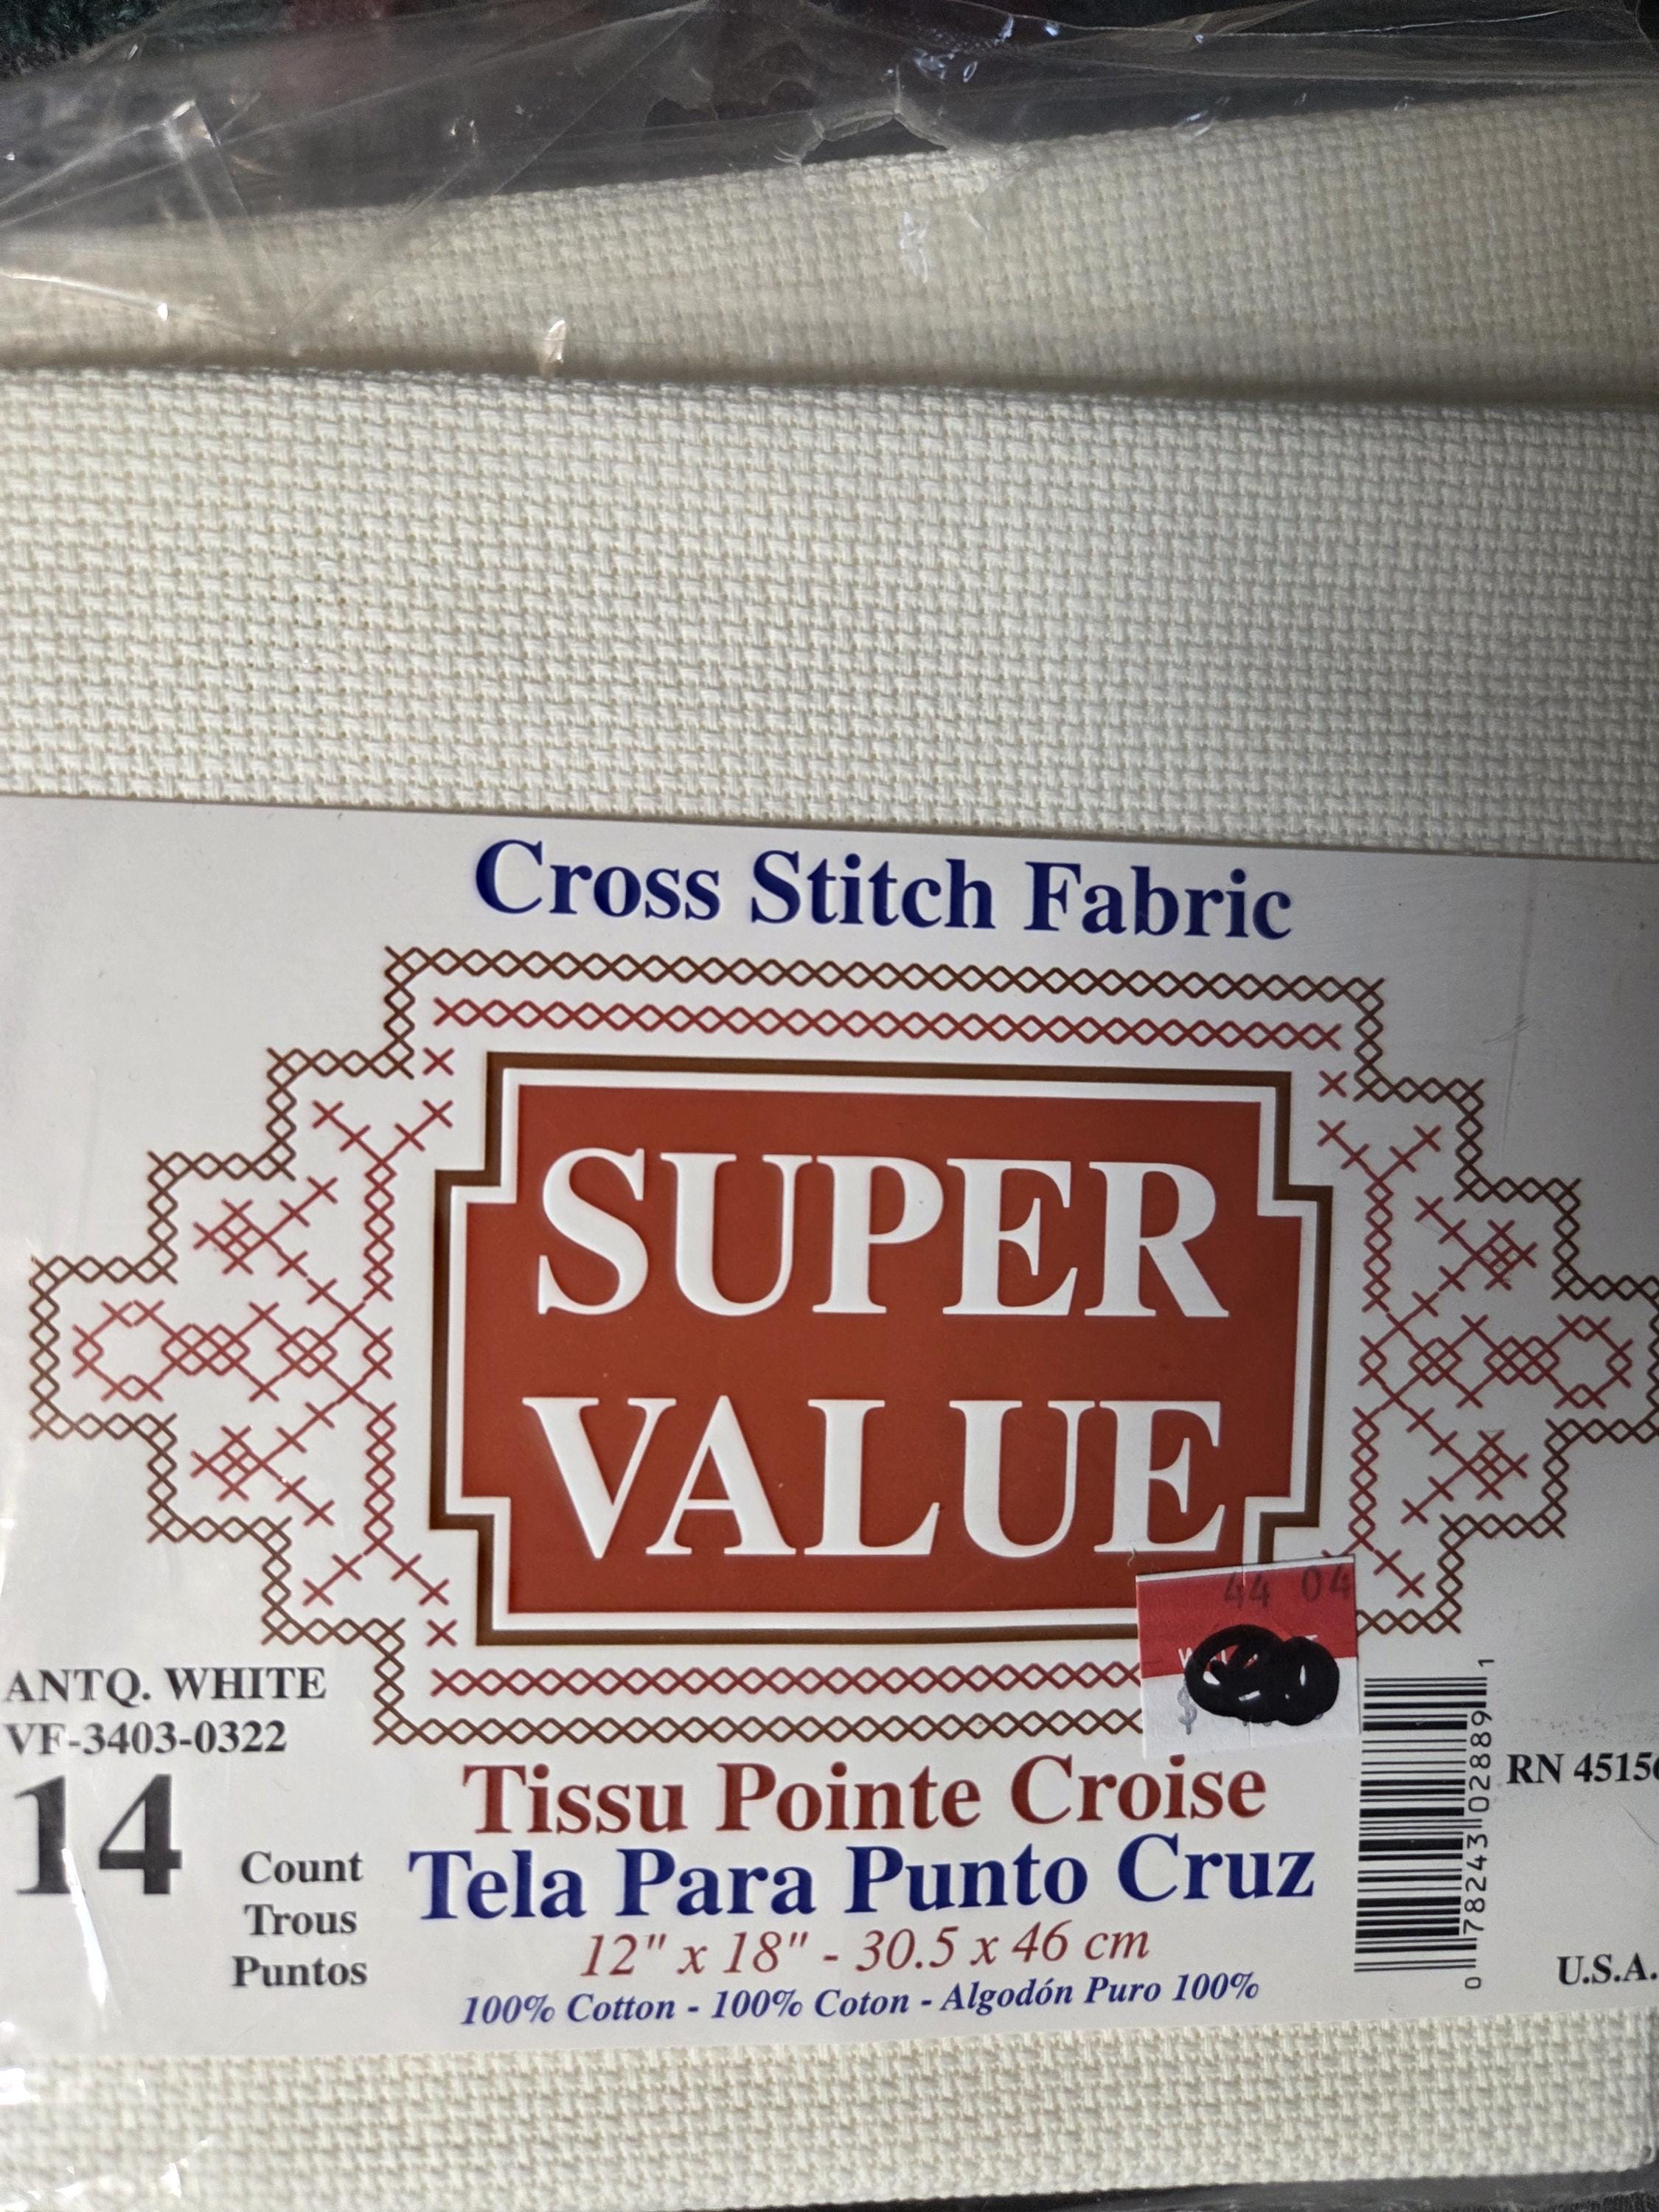 Cross Stitch Fabric
SUPER
VALUE
44 04
$
ANTQ. WHITE
VF-3403-0322
14
Count
Trous
Puntos
Tissu Pointe Croise
Tela Para Punto Cruz
12" x 18" - 30.5 x 46 cm
100% Cotton - 100% Coton - Algodón Puro 100%
0 78243 02889 1
RN
U.S.A.